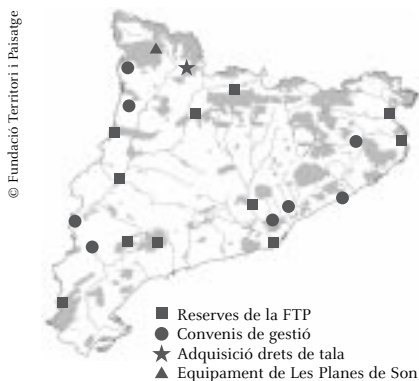 © Fundació Territori i Paisatge
Reserves de la FTP
Convenis de gestió
Adquisició drets de tala
Equipament de Les Planes de Son